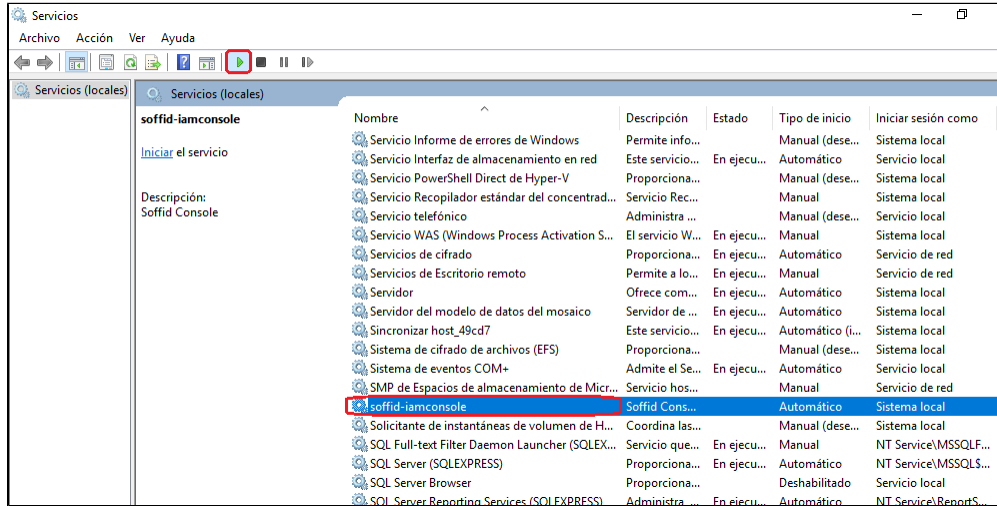 Servicios
Archivo Acción Ver Ayuda
Servicios (locales)
Servicios (locales)
soffid-iamconsole
Iniciar el servicio
Descripción:
Soffid Console
Nombre Descripción Estado Tipo de inicio Iniciar sesión como
Servicio Informe de errores de Windows Permite info... Manual (dese... Sistema local
Servicio Interfaz de almacenamiento en red Este servicio... En ejecu... Automático Servicio local
Servicio PowerShell Direct de Hyper-V Proporciona... Manual (dese... Sistema local
Servicio Recopilador estándar del concentrad... Servicio Rec... Manual Sistema local
Servicio telefónico Administra ... Manual (dese... Servicio local
Servicio WAS (Windows Process Activation S... El servicio W... En ejecu... Manual Sistema local
Servicios de cifrado Proporciona... En ejecu... Automático Servicio de red
Servicios de Escritorio remoto Permite a lo... En ejecu... Manual Servicio de red
Servidor Ofrece com... En ejecu... Automático Sistema local
Servidor del modelo de datos del mosaico Servidor de ... En ejecu... Automático Sistema local
Sincronizar host_49cd7 Este servicio... En ejecu... Automático (i... Sistema local
Sistema de cifrado de archivos (EFS) Proporciona... Manual (dese... Sistema local
Sistema de eventos COM+ Admite el Se... En ejecu... Automático Servicio local
SMP de Espacios de almacenamiento de Micr... Servicio hos... Manual Servicio de red
soffid-iamconsole Soffid Cons... Automático Sistema local
Solicitante de instantáneas de volumen de H... Coordina las... Manual (dese... Sistema local
SQL Full-text Filter Daemon Launcher (SQLEX... Servicio que... En ejecu... Manual NT Service\MSSQLF...
SQL Server (SQLEXPRESS) Proporciona... En ejecu... Automático NT Service\MSSQL$...
SQL Server Browser Proporciona... Deshabilitado Servicio local
SQL Server Reporting Services (SQLEXPRESS) Administra ... En ejecu... Automático NT Service\ReportS...